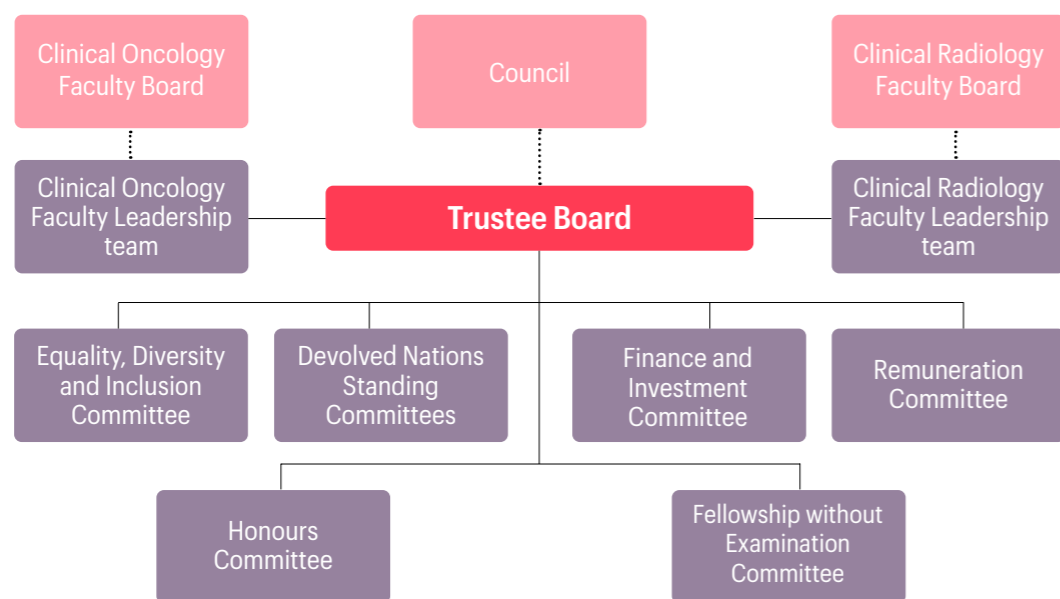 Clinical Oncology
Faculty Board
Council
Clinical Radiology
Faculty Board
Clinical Oncology
Faculty Leadership
team
Trustee Board
Clinical Radiology
Faculty Leadership
team
Equality, Diversity
and Inclusion
Committee
Devolved Nations
Standing
Committees
Finance and
Investment
Committee
Remuneration
Committee
Honours
Committee
Fellowship without
Examination
Committee